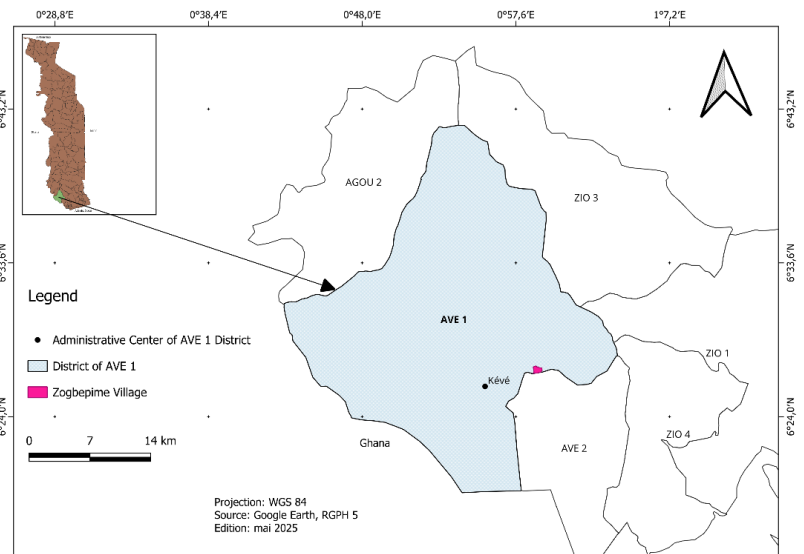 0°28,8'E 0°38,4'E 0°48,0'E 0°57,6'E 1°7,2'E
6°43,2'N 6°43,2'N
AGOU 2
ZIO 3
6°33,6'N 6°33,6'N
Legend
AVE 1
Administrative Center of AVE 1 District
District of AVE 1
ZIO 1
Zogbepime Village
Kévé
6°24,0'N 6°24,0'N
0 7 14 km
Ghana
AVE 2
ZIO 4
Projection: WGS 84
Source: Google Earth, RGPH 5
Edition: mai 2025